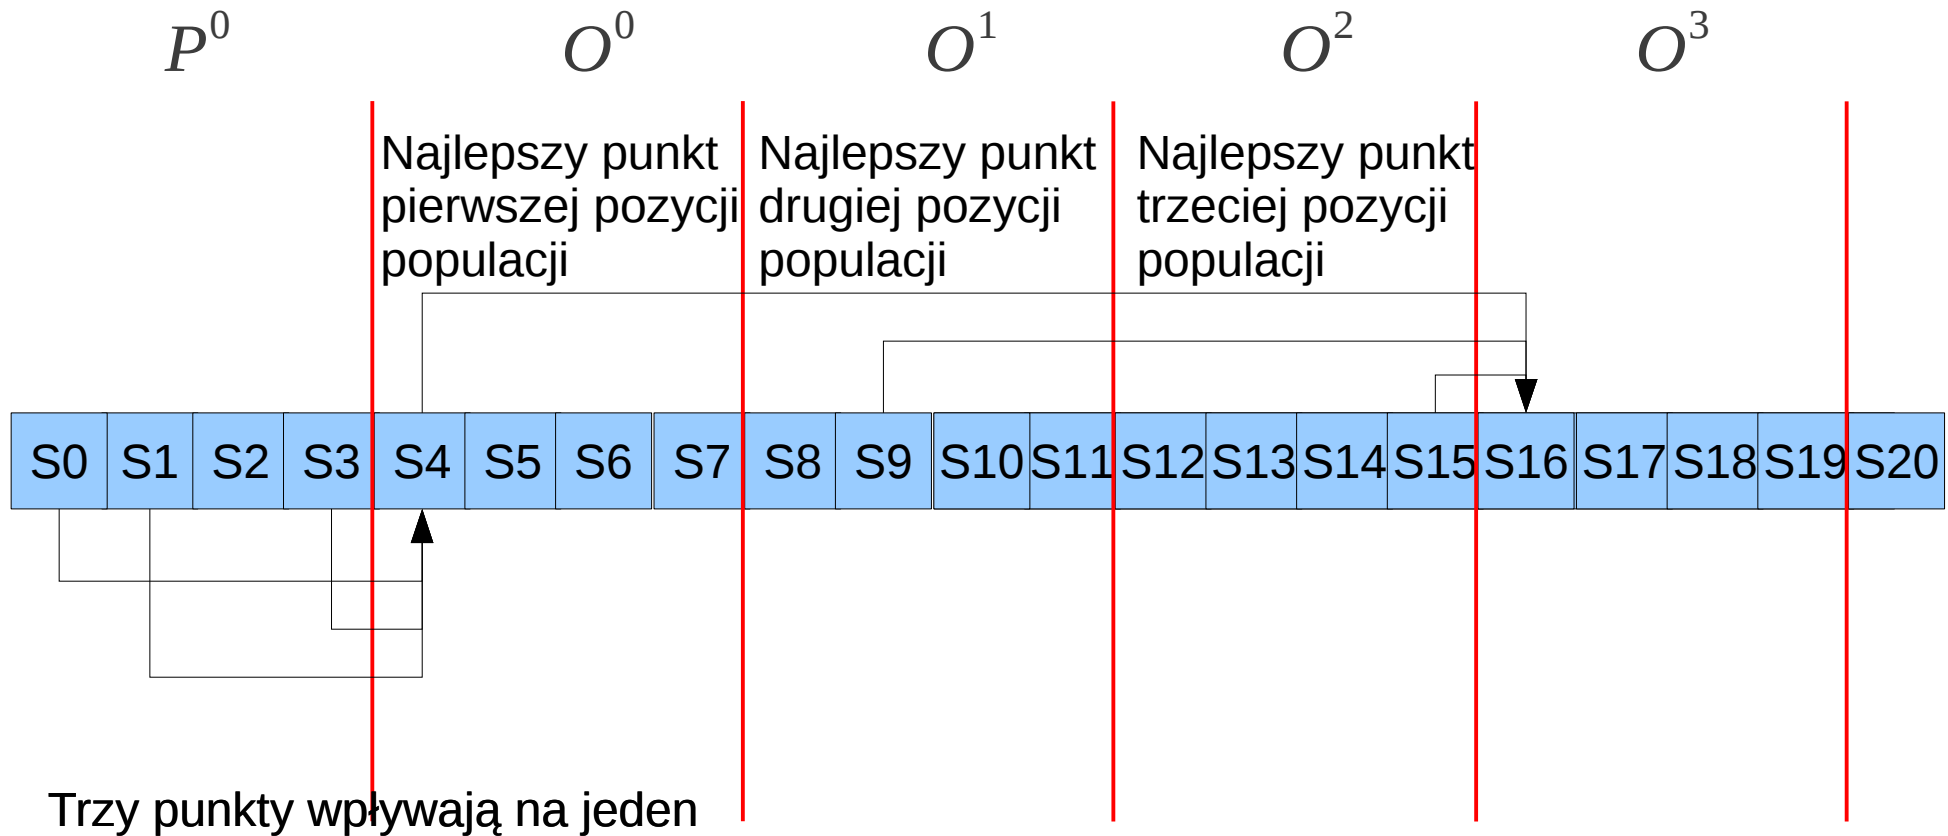 P⁰ O⁰ O¹ O² O³
Najlepszy punkt
pierwszej pozycji
populacji
Najlepszy punkt
drugiej pozycji
populacji
Najlepszy punkt
trzeciej pozycji
populacji
S0 S1 S2 S3 S4 S5 S6 S7 S8 S9 S10 S11 S12 S13 S14 S15 S16 S17 S18 S19 S20
Trzy punkty wpływają na jeden